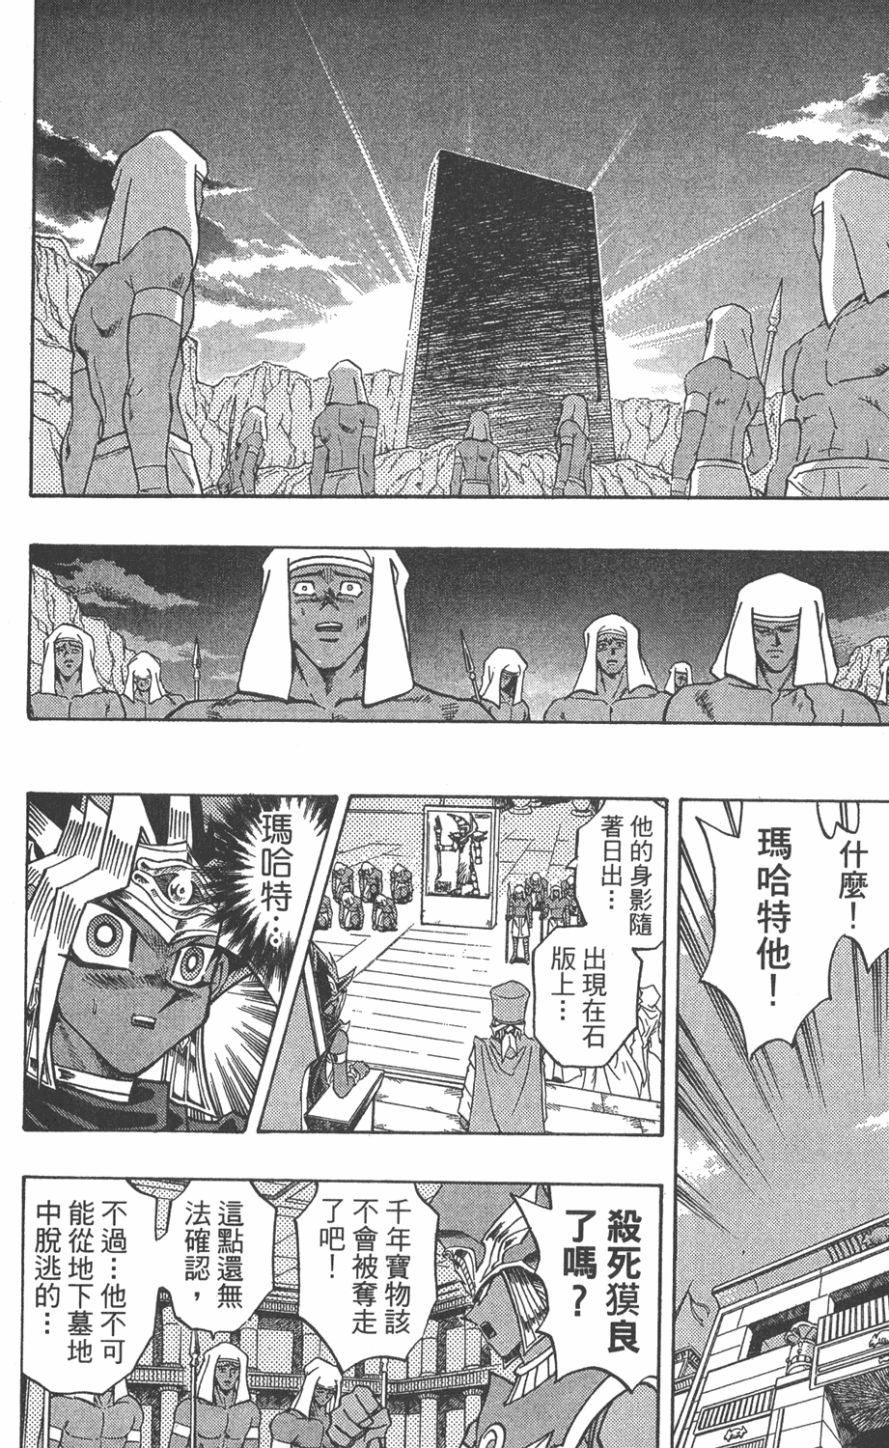 什麼！
瑪哈特他！
他的身影隨
著日出…
出現在石
版上…
瑪哈特…
殺死獏良
了嗎？
千年寶物該
不會被奪走
了吧！
這點還無
法確認，
不過…他不可
能從地下墓地
中脫逃的…